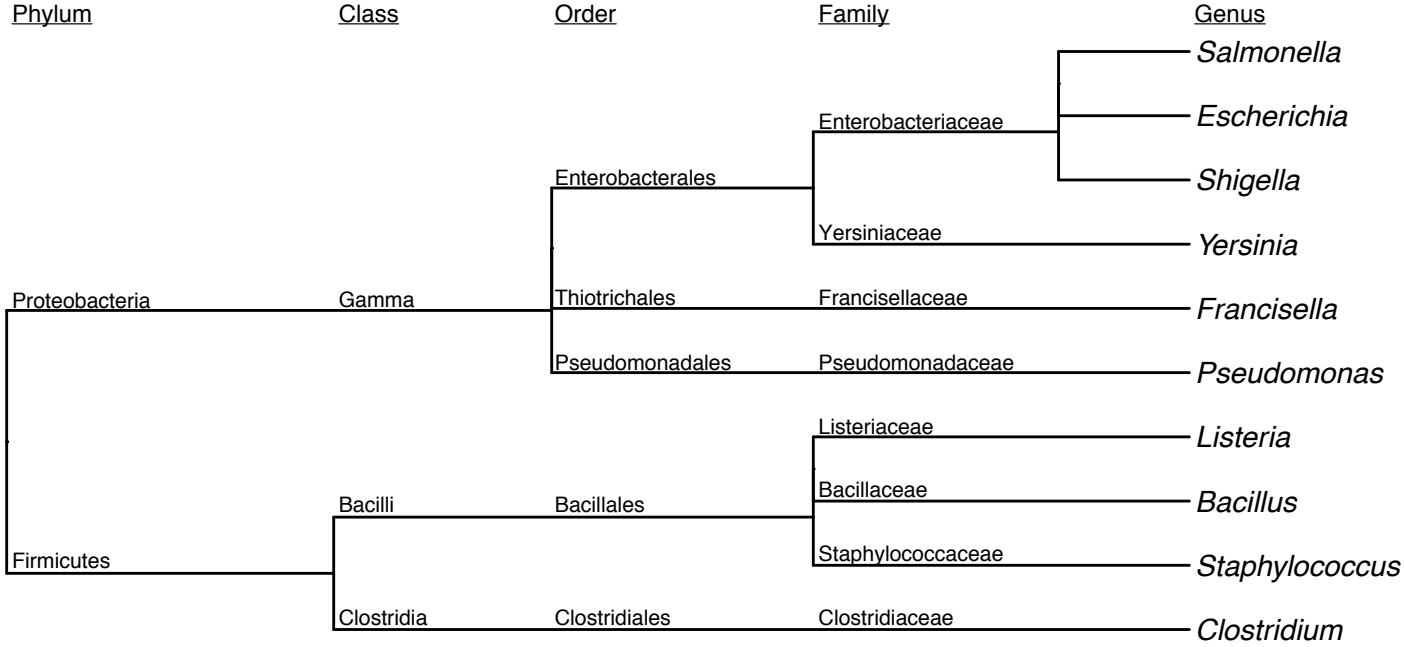 Phylum Class Order Family Genus
Salmonella
Enterobacteriaceae Escherichia
Enterobacterales Shigella
Yersiniaceae Yersinia
Proteobacteria Gamma Thiotrichales Francisellaceae Francisella
Pseudomonadales Pseudomonadaceae Pseudomonas
Listeriaceae Listeria
Bacillaceae Bacillus
Bacilli Bacillales
Firmicutes Staphylococcaceae Staphylococcus
Clostridia Clostridiales Clostridiaceae Clostridium